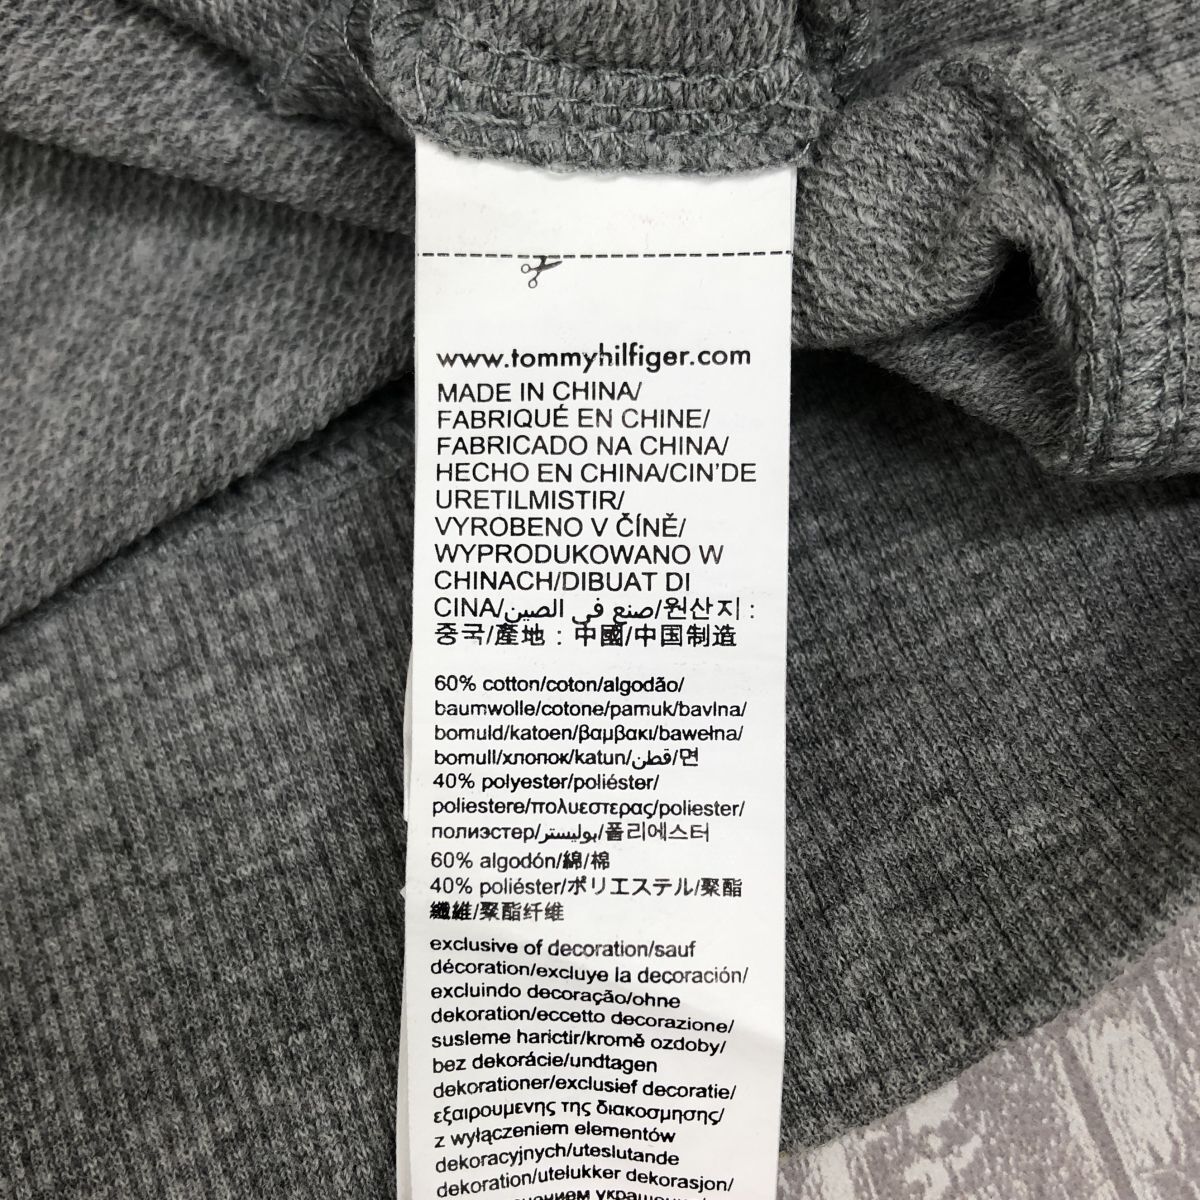 www.tommyhilfiger.com
MADE IN CHINA/
FABRIQUÉ EN CHINE/
FABRICADO NA CHINA/
HECHO EN CHINA/CIN'DE
URETILMISTIR/
VYROBENO V ČÍNĚ/
WYPRODUKOWANO W
CHINACH/DIBUAT DI
CINA/صنع في الصين/원산지 :
중국/產地 : 中國/中国制造
60% cotton/coton/algodão/
baumwolle/cotone/pamuk/bavlna/
bomuld/katoen/βαμβακι/bawełna/
bomull/хлопок/katun/قطن/면
40% polyester/poliéster/
poliestere/πολυεστερας/poliester/
полиэстер/بوليستر/폴리에스터
60% algodón/綿/棉
40% poliéster/ポリエステル/聚酯
纖維/聚酯纤维
exclusive of decoration/sauf
décoration/excluye la decoración/
excluindo decoração/ohne
dekoration/eccetto decorazione/
susleme harictir/kromě ozdoby/
bez dekorácie/undtagen
dekorationer/exclusief decoratie/
εξαιρουμενης της διακοσμησης/
z wyłączeniem elementów
dekoracyjnych/uteslutande
dekoration/utelukker dekorasjon/